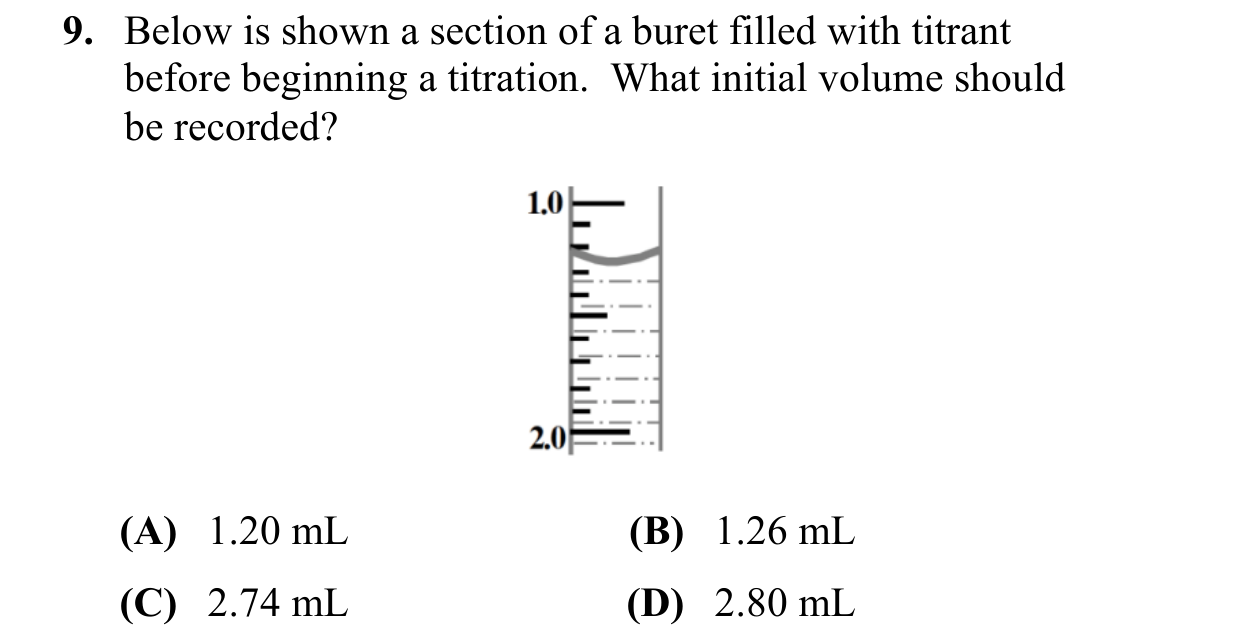 9. Below is shown a section of a buret filled with titrant
before beginning a titration. What initial volume should
be recorded?
1.0
2.0
(A) 1.20 mL (B) 1.26 mL
(C) 2.74 mL (D) 2.80 mL